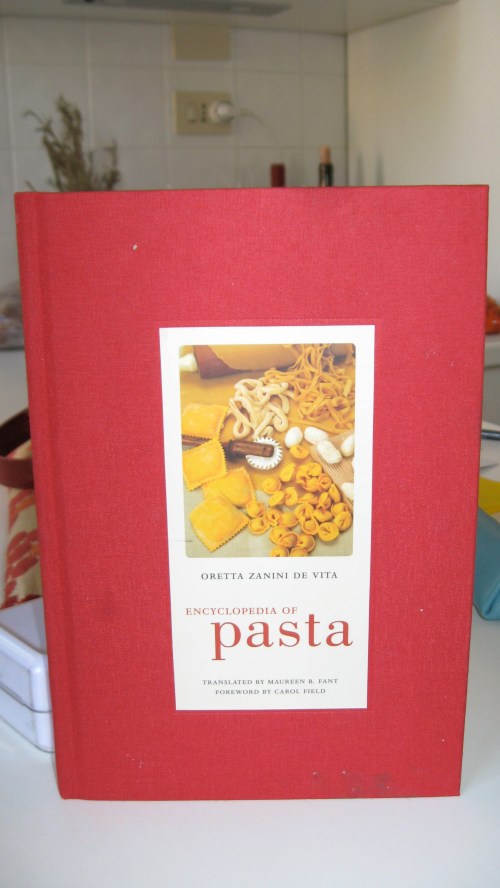 ORETTA ZANINI DE VITA
ENCYCLOPEDIA OF
pasta
TRANSLATED BY MAUREEN B. FANT
FOREWORD BY CAROL FIELD